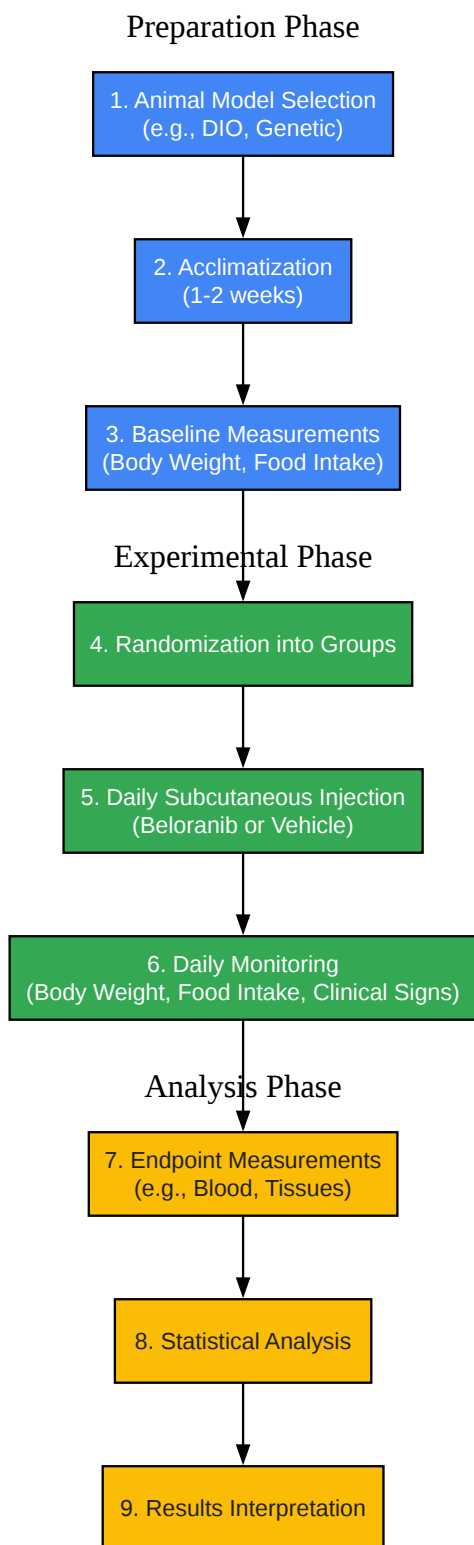 Preparation Phase
1. Animal Model Selection
(e.g., DIO, Genetic)
2. Acclimatization
(1-2 weeks)
3. Baseline Measurements
(Body Weight, Food Intake)
Experimental Phase
4. Randomization into Groups
5. Daily Subcutaneous Injection
(Beloranib or Vehicle)
6. Daily Monitoring
(Body Weight, Food Intake, Clinical Signs)
Analysis Phase
7. Endpoint Measurements
(e.g., Blood, Tissues)
8. Statistical Analysis
9. Results Interpretation